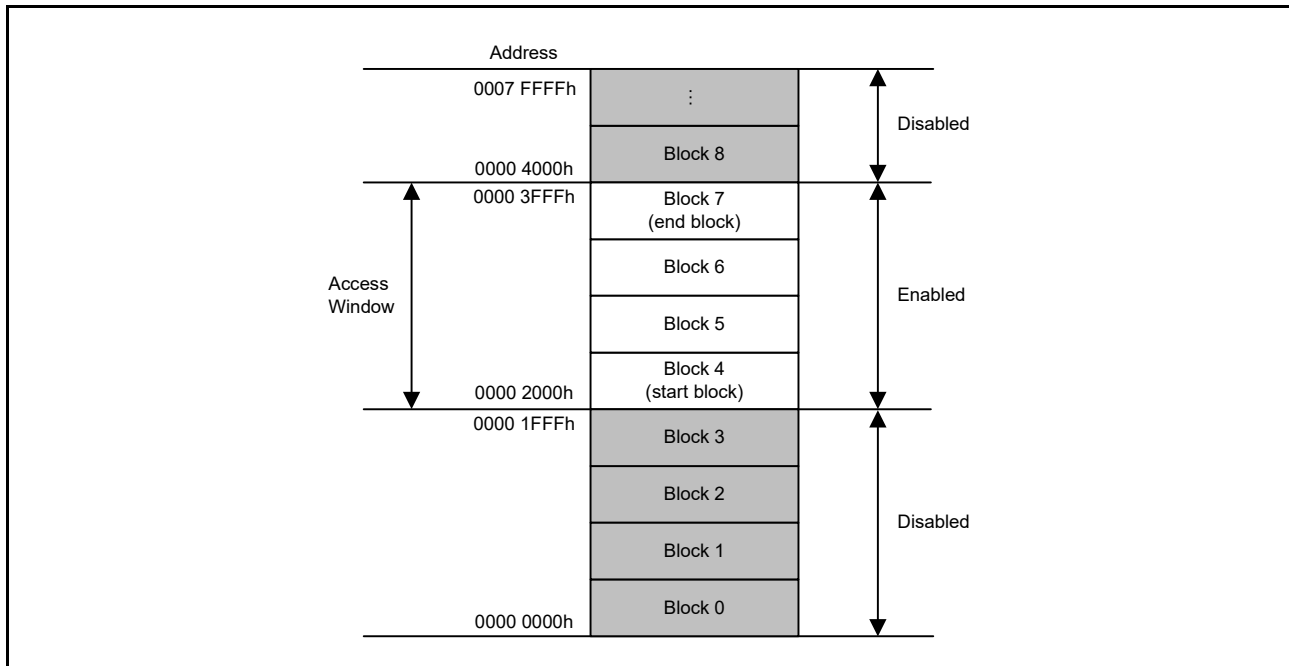 Address
0007 FFFFh
⋮
Disabled
Block 8
0000 4000h
0000 3FFFh
Block 7
(end block)
Block 6
Access
Window
Enabled
Block 5
Block 4
(start block)
0000 2000h
0000 1FFFh
Block 3
Block 2
Disabled
Block 1
Block 0
0000 0000h